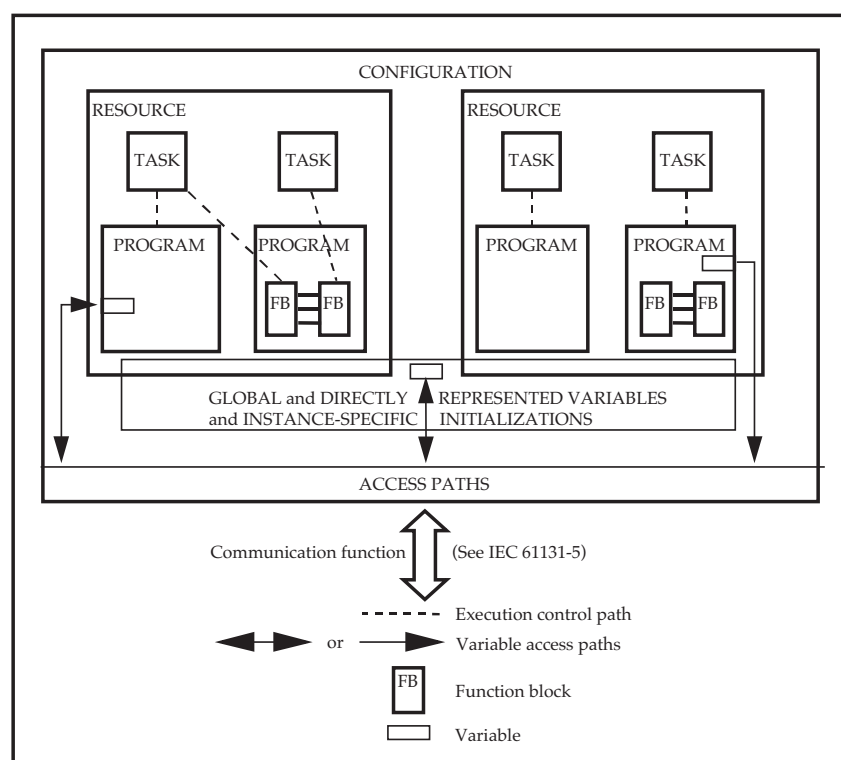 CONFIGURATION
RESOURCE
TASK
TASK
PROGRAM
PROGRAM
FB
FB
RESOURCE
TASK
TASK
PROGRAM
PROGRAM
FB
FB
GLOBAL and DIRECTLY REPRESENTED VARIABLES
and INSTANCE-SPECIFIC INITIALIZATIONS
ACCESS PATHS
Communication function (See IEC 61131-5)
Execution control path
or Variable access paths
FB Function block
Variable